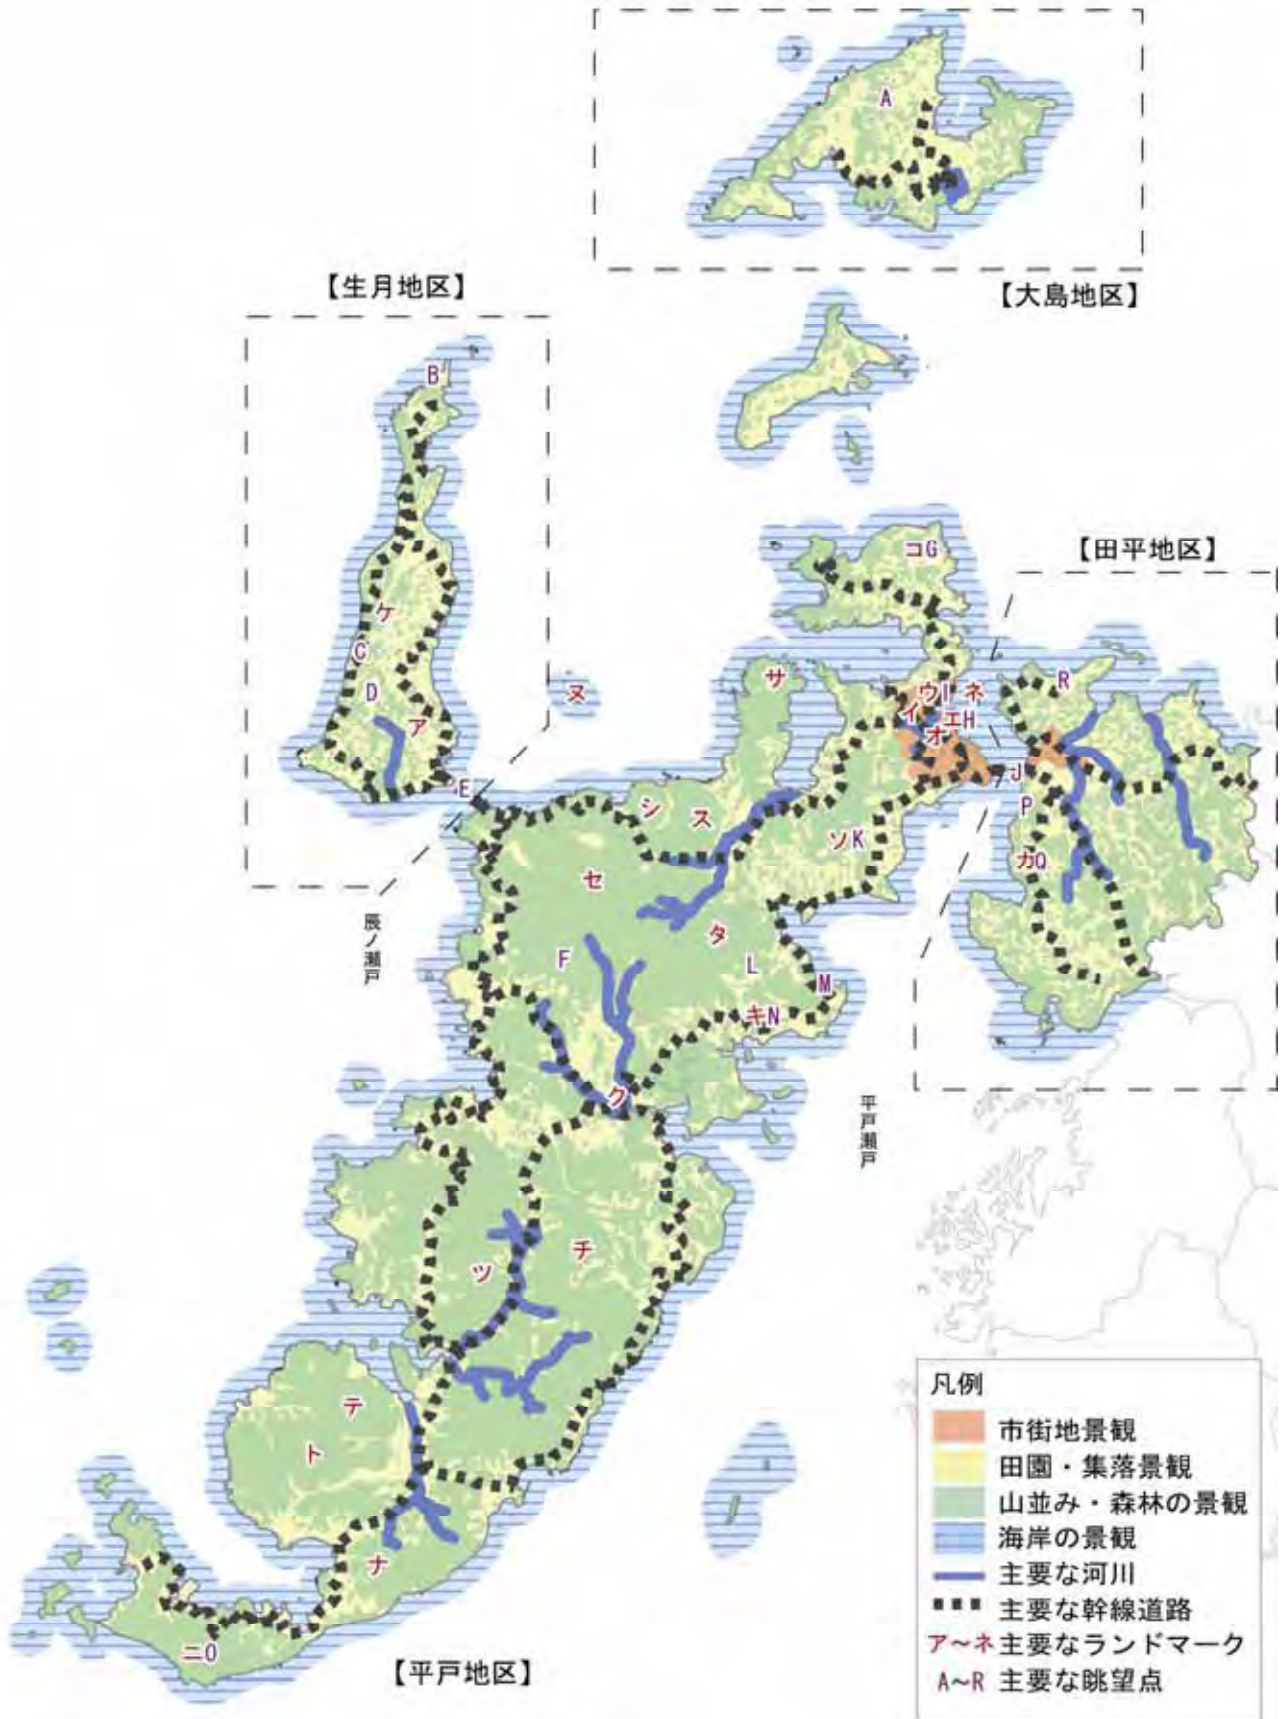 A
【大島地区】
【生月地区】
B
ケ
C
D
ア
E
ヌ
コG
【田平地区】
サ
ウI
ネ
イ
エH
オ
R
J
P
カQ
シ
ス
ソK
セ
タ
F
L
M
キN
ク
辰ノ瀬戸
平戸瀬戸
チ
ツ
テ
ト
ナ
ニO
【平戸地区】
凡例
市街地景観
田園・集落景観
山並み・森林の景観
海岸の景観
主要な河川
主要な幹線道路
ア～ネ主要なランドマーク
A～R 主要な眺望点